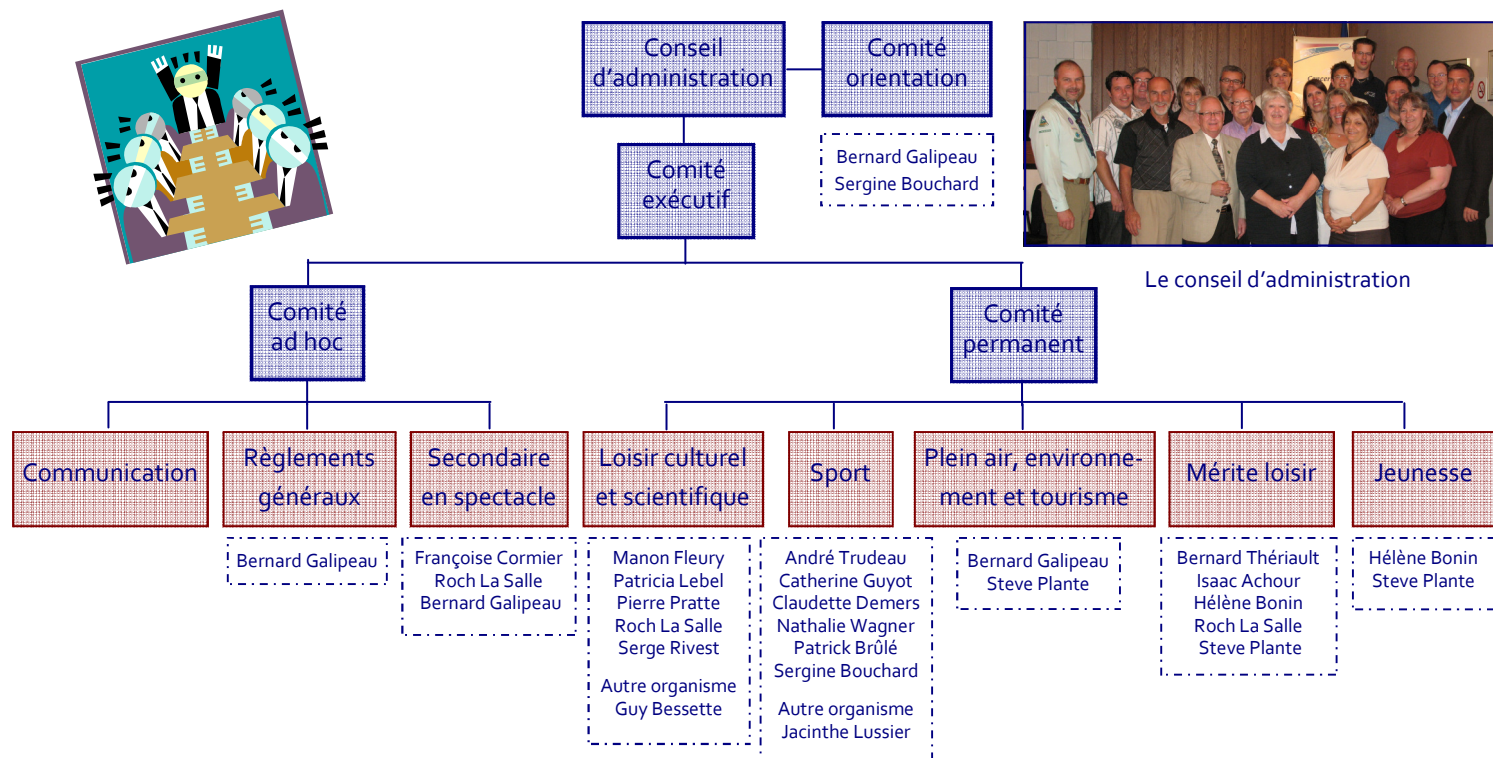 Conseil
d'administration
Comité
orientation
Bernard Galipeau
Sergine Bouchard
Comité
exécutif
Le conseil d'administration
Comité
ad hoc
Comité
permanent
Communication
Règlements
généraux
Bernard Galipeau
Secondaire
en spectacle
Françoise Cormier
Roch La Salle
Bernard Galipeau
Loisir culturel
et scientifique
Manon Fleury
Patricia Lebel
Pierre Pratte
Roch La Salle
Serge Rivest
Autre organisme
Guy Bessette
Sport
André Trudeau
Catherine Guyot
Claudette Demers
Nathalie Wagner
Patrick Brûlé
Sergine Bouchard
Autre organisme
Jacinthe Lussier
Plein air, environne-
ment et tourisme
Bernard Galipeau
Steve Plante
Mérite loisir
Bernard Thériault
Isaac Achour
Hélène Bonin
Roch La Salle
Steve Plante
Jeunesse
Hélène Bonin
Steve Plante